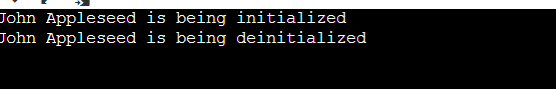 John Appleseed is being initialized
John Appleseed is being deinitialized